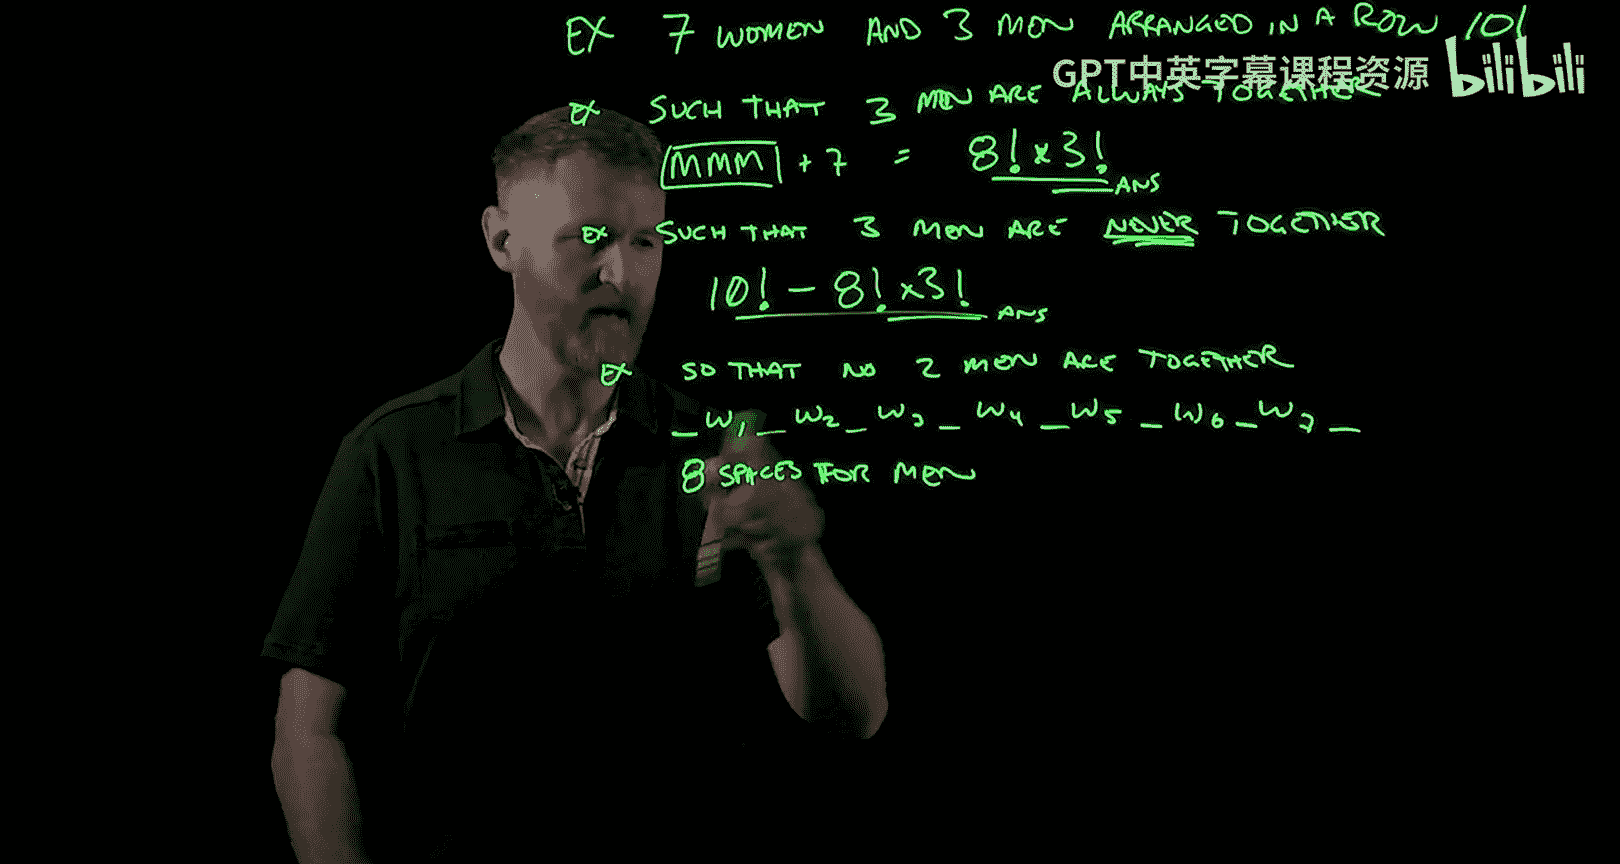 EX 7 WOMEN AND 3 MEN ARRANGED IN A ROW 10!
GPT中英字幕课程资源 bilibili
EX SUCH THAT 3 MEN ARE ALWAYS TOGETHER
MMM + 7 = 8! x 3! ANS
EX SUCH THAT 3 MEN ARE NEVER TOGETHER
10! - 8! x 3! ANS
EX SO THAT NO 2 MEN ARE TOGETHER
_ W1 _ W2 _ W3 _ W4 _ W5 _ W6 _ W7 _
8 SPACES FOR MEN